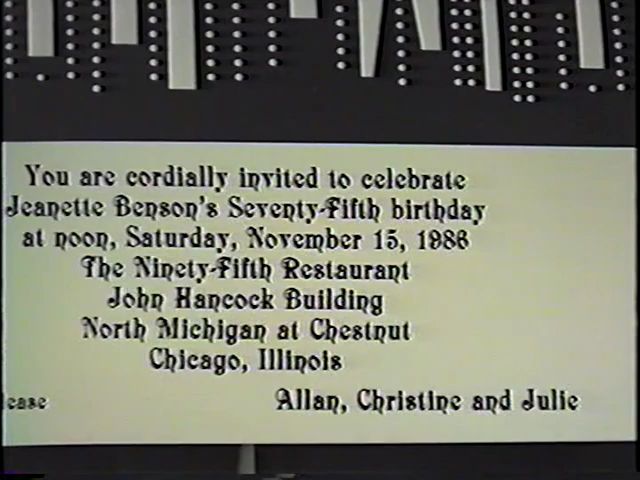 You are cordially invited to celebrate
Jeanette Benson's Seventy-Fifth birthday
at noon, Saturday, November 15, 1986
The Ninety-Fifth Restaurant
John Hancock Building
North Michigan at Chestnut
Chicago, Illinois
Allan, Christine and Julie